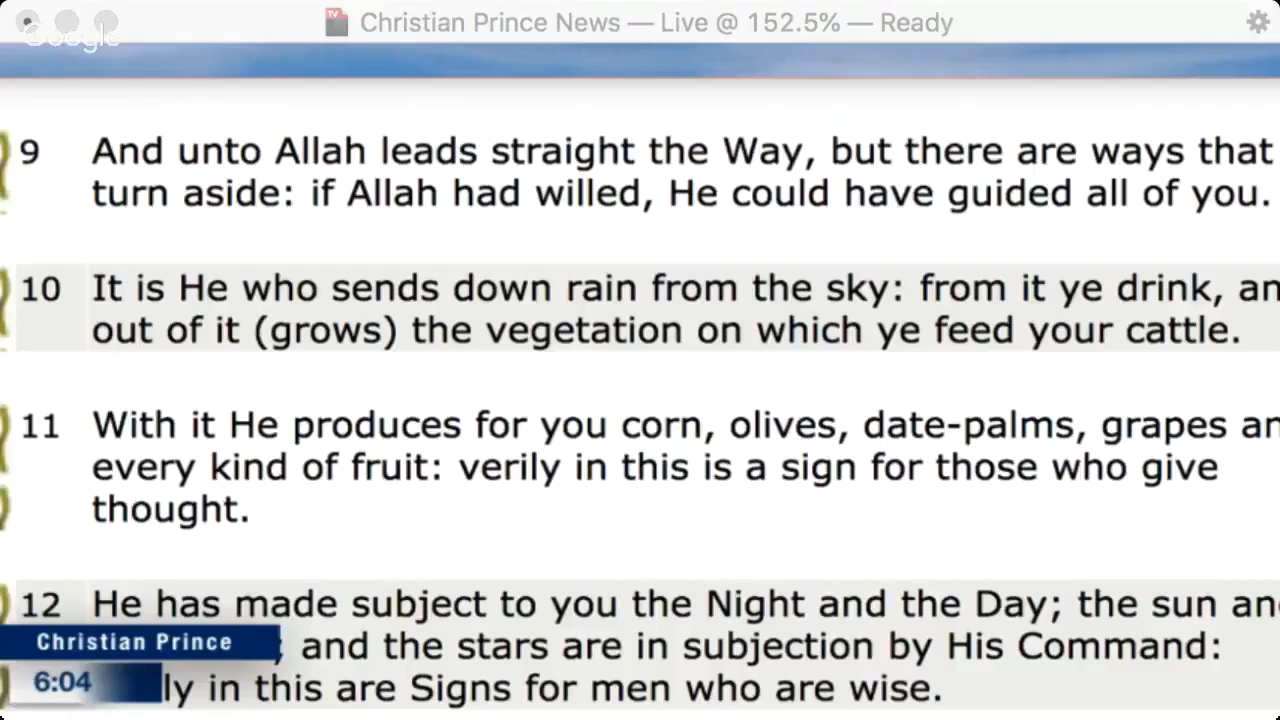 Christian Prince News — Live @ 152.5% — Ready
Google
9 And unto Allah leads straight the Way, but there are ways that
turn aside: if Allah had willed, He could have guided all of you.
10 It is He who sends down rain from the sky: from it ye drink, an
out of it (grows) the vegetation on which ye feed your cattle.
11 With it He produces for you corn, olives, date-palms, grapes an
every kind of fruit: verily in this is a sign for those who give
thought.
12 He has made subject to you the Night and the Day; the sun an
; and the stars are in subjection by His Command:
ly in this are Signs for men who are wise.
Christian Prince
6:04